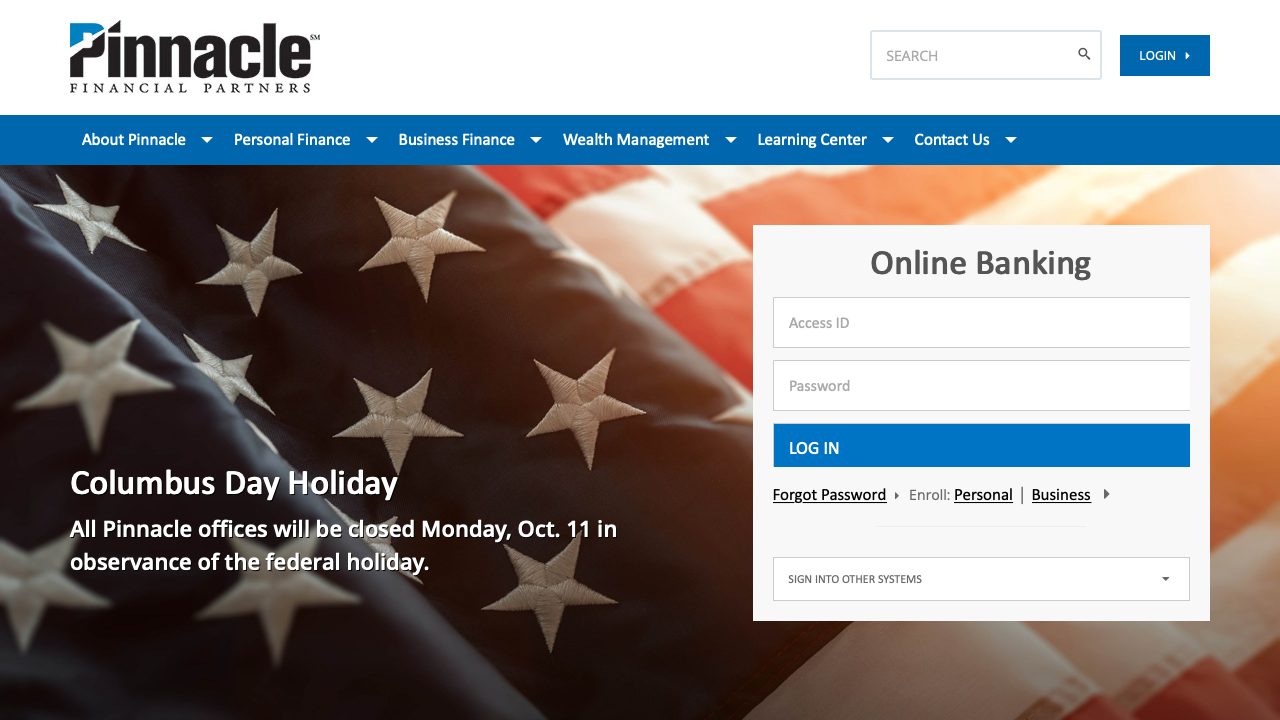 Pinnacle SM
FINANCIAL PARTNERS
SEARCH
LOGIN
About Pinnacle
Personal Finance
Business Finance
Wealth Management
Learning Center
Contact Us
Online Banking
Access ID
Password
LOG IN
Forgot Password
Enroll: Personal | Business
SIGN INTO OTHER SYSTEMS
Columbus Day Holiday
All Pinnacle offices will be closed Monday, Oct. 11 in
observance of the federal holiday.